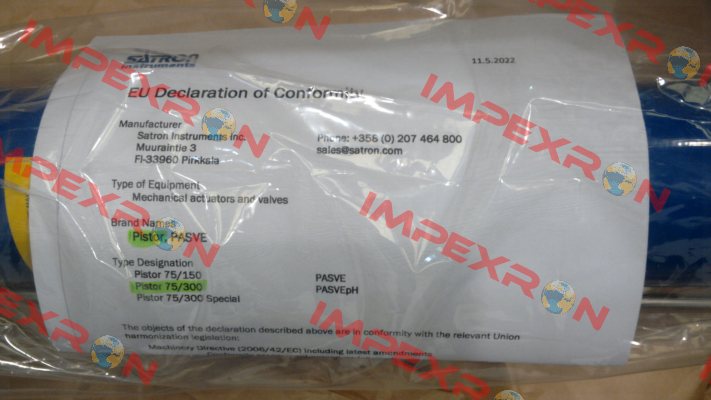 SATRON
Instruments
11.5.2022
EU Declaration of Conformity
Manufacturer
Satron Instruments Inc.
Muuraintie 3
FI-33960 Pirkkala
Phone: +358 (0) 207 464 800
sales@satron.com
Type of Equipment
Mechanical actuators and valves
Brand Names
Pistor, PASVE
Type Designation
Pistor 75/150
Pistor 75/300
Pistor 75/300 Special
PASVE
PASVEpH
The objects of the declaration described above are in conformity with the relevant Union
harmonization legislation:
Machinery Directive (2006/42/EC) including latest amendments
IMPEXRON
IMPEXRON
IMPEXRON
IMPEXRON
IMPEXRON
IMPEXRON